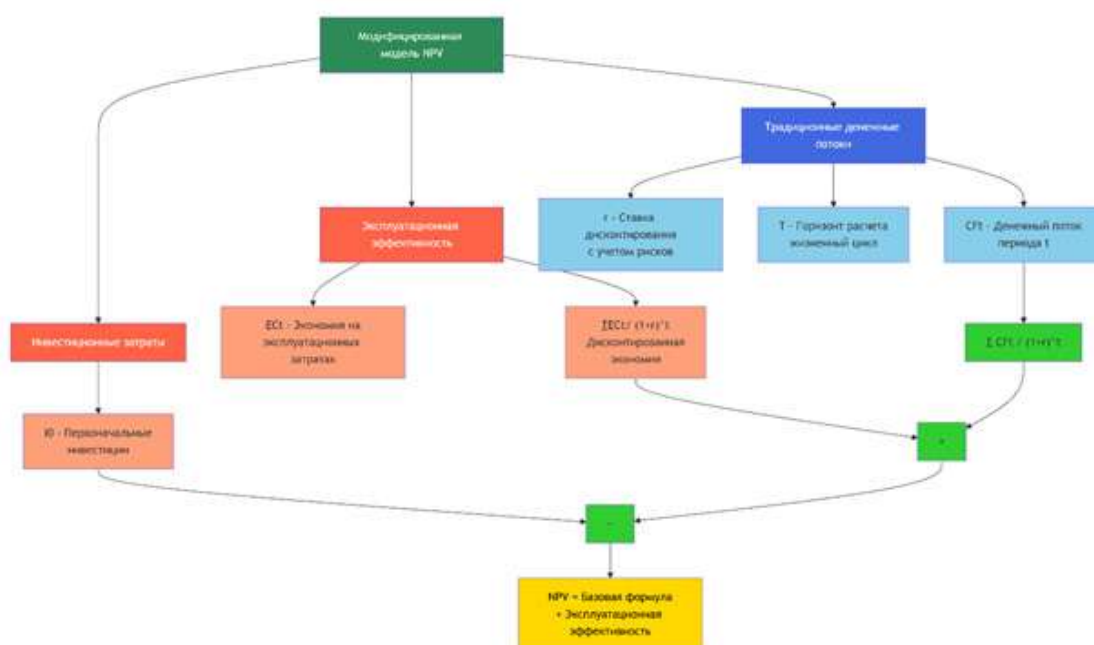 Модифицированная
модель NPV
Традиционные денежные
потоки
Эксплуатационная
эффективность
r - Ставка
дисконтирования
с учетом рисков
T - Горизонт расчета
жизненный цикл
CFt - Денежный поток
периода t
Инвестиционные затраты
ECt - Экономия на
эксплуатационных
затратах
∑ECt / (1+r)^t
Дисконтированная
экономия
∑ CFt / (1+r)^t
I0 - Первоначальные
инвестиции
+
-
NPV = Базовая формула
+ Эксплуатационная
эффективность